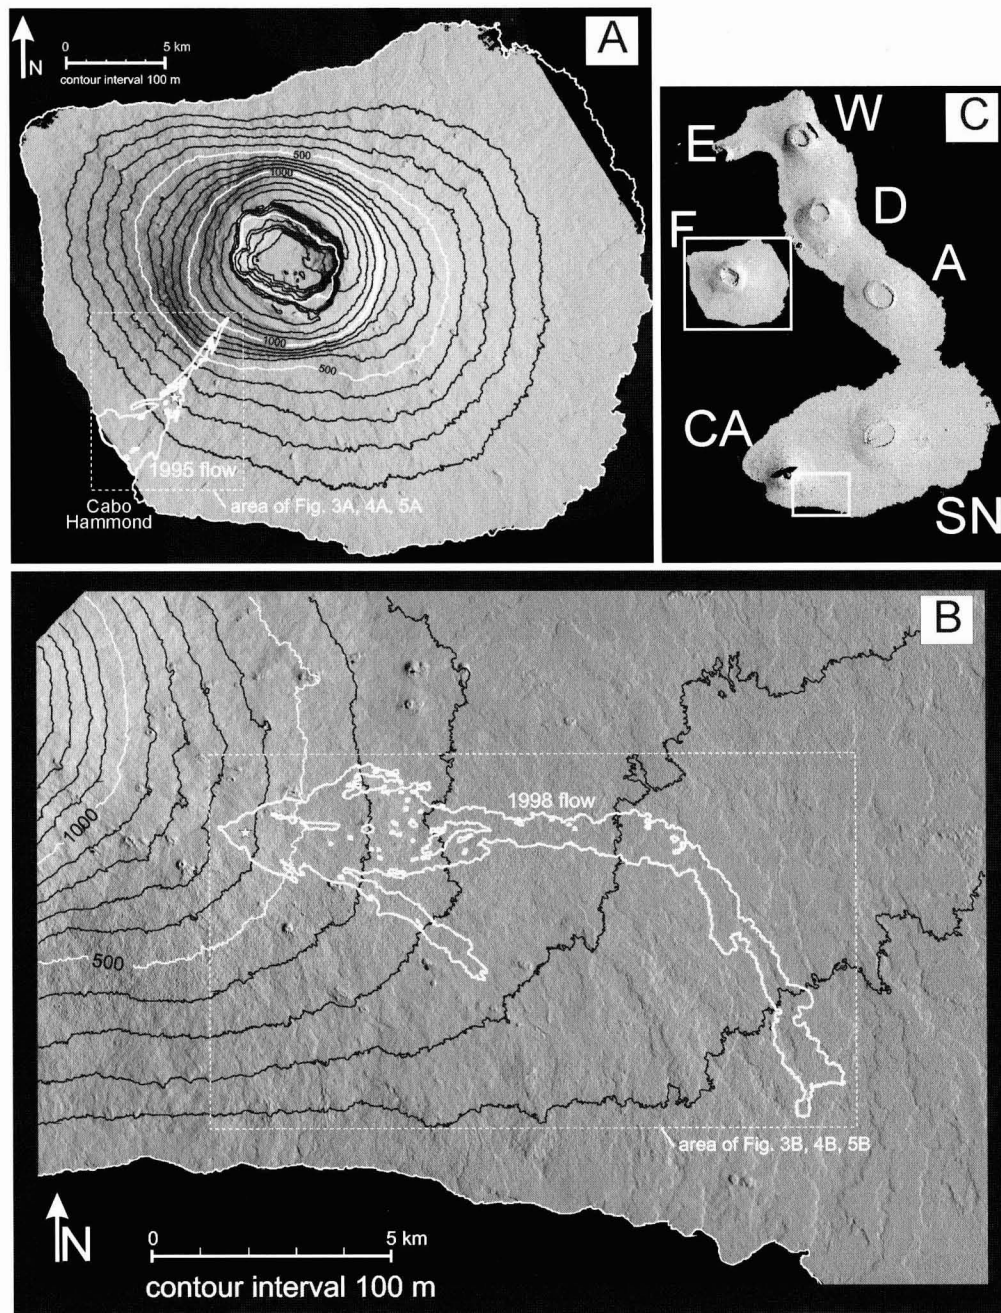 A
0 5 km
contour interval 100 m
N
500
1000
1000
500
1995 flow
Cabo
Hammond
area of Fig. 3A, 4A, 5A
C
W
E
D
F
A
CA
SN
B
1998 flow
1000
500
area of Fig. 3B, 4B, 5B
N
0 5 km
contour interval 100 m